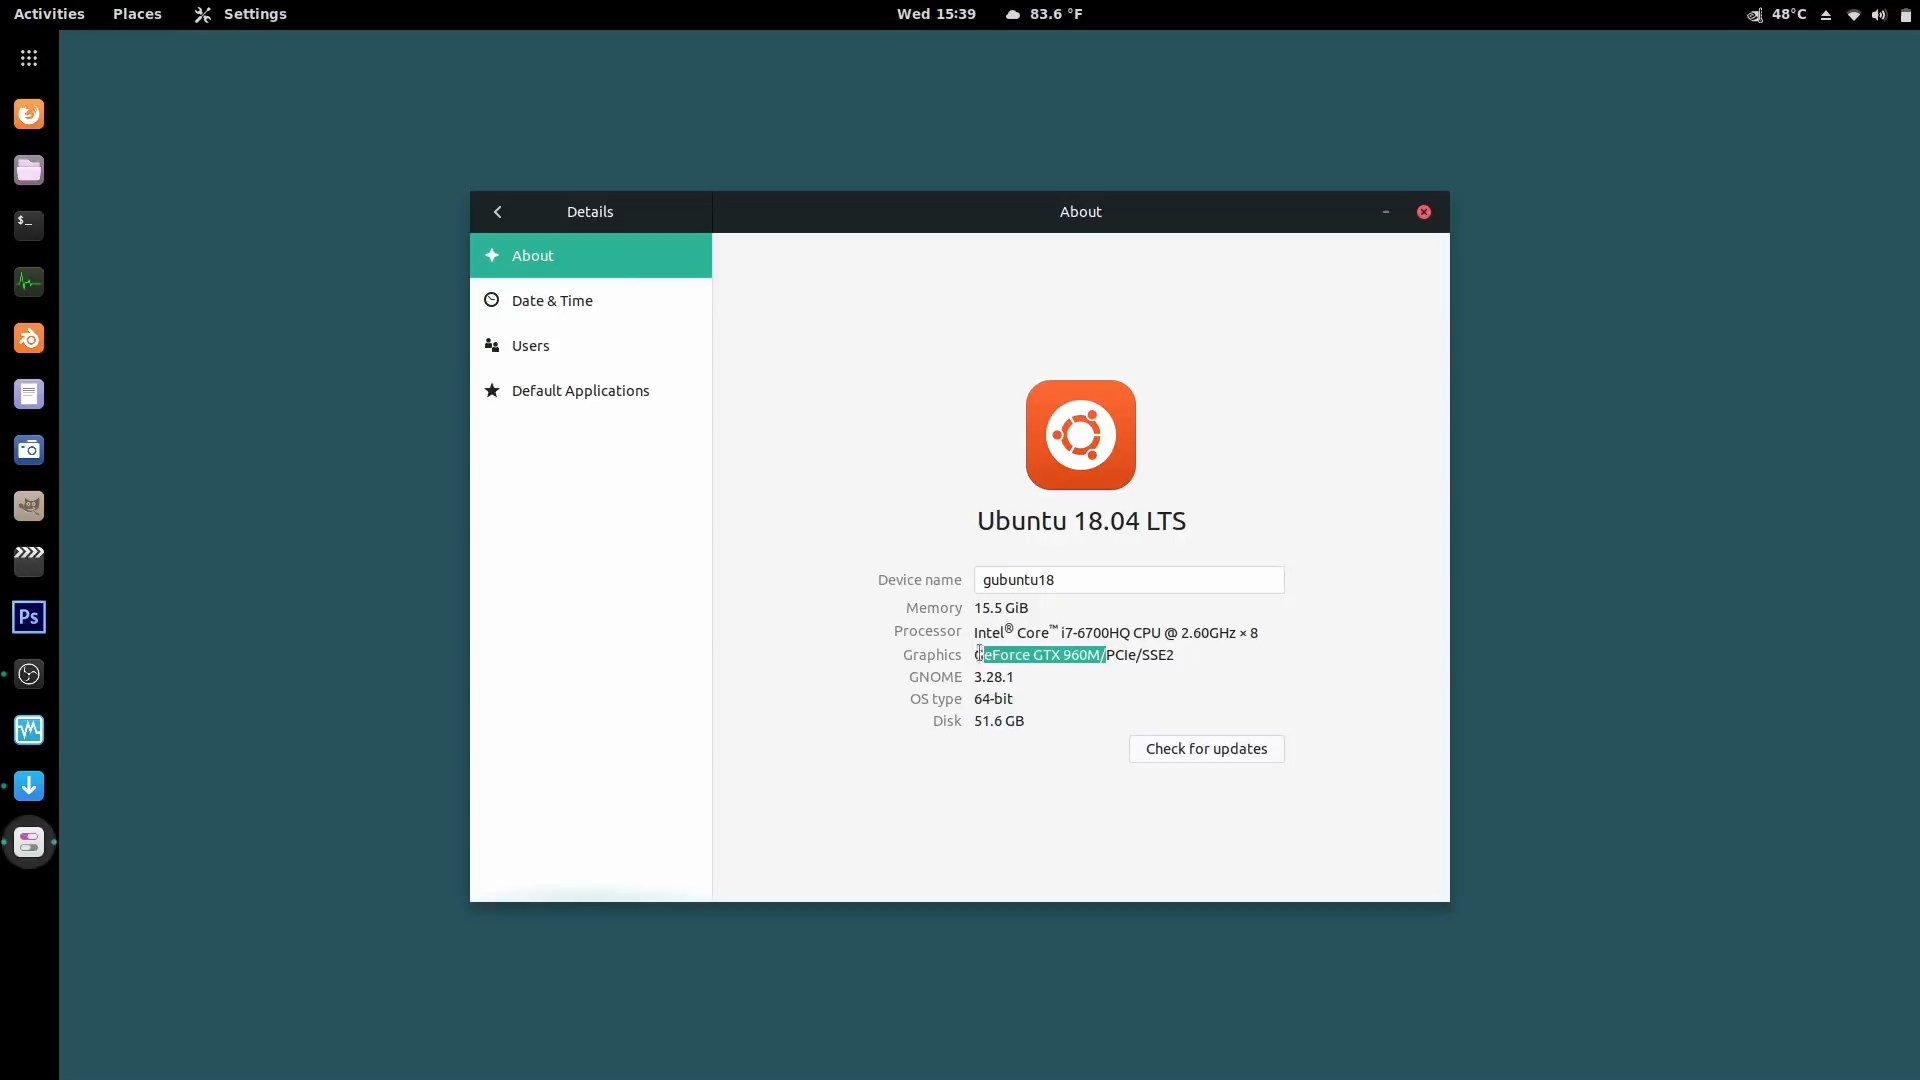 Activities Places Settings Wed 15:39 83.6 °F 48°C
Details About
About
Date & Time
Users
Default Applications
$_
Ps
Ubuntu 18.04 LTS
Device name gubuntu18
Memory 15.5 GiB
Processor Intel® Core™ i7-6700HQ CPU @ 2.60GHz × 8
Graphics GeForce GTX 960M/PCIe/SSE2
GNOME 3.28.1
OS type 64-bit
Disk 51.6 GB
Check for updates